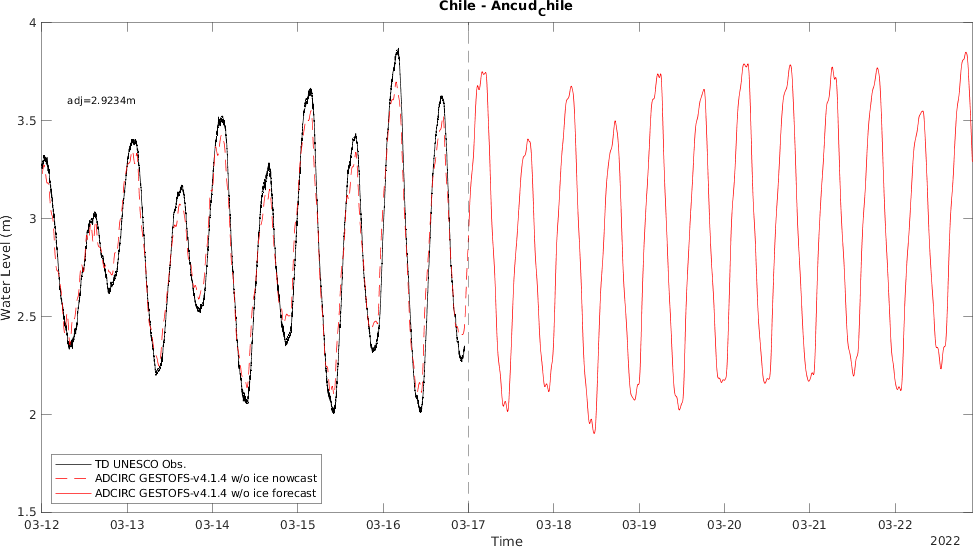 Chile - Ancud_Chile
4
adj=2.9234m
3.5
3
Water Level (m)
2.5
2
TD UNESCO Obs.
ADCIRC GESTOFS-v4.1.4 w/o ice nowcast
ADCIRC GESTOFS-v4.1.4 w/o ice forecast
1.5
03-12 03-13 03-14 03-15 03-16 03-17 03-18 03-19 03-20 03-21 03-22
Time
2022